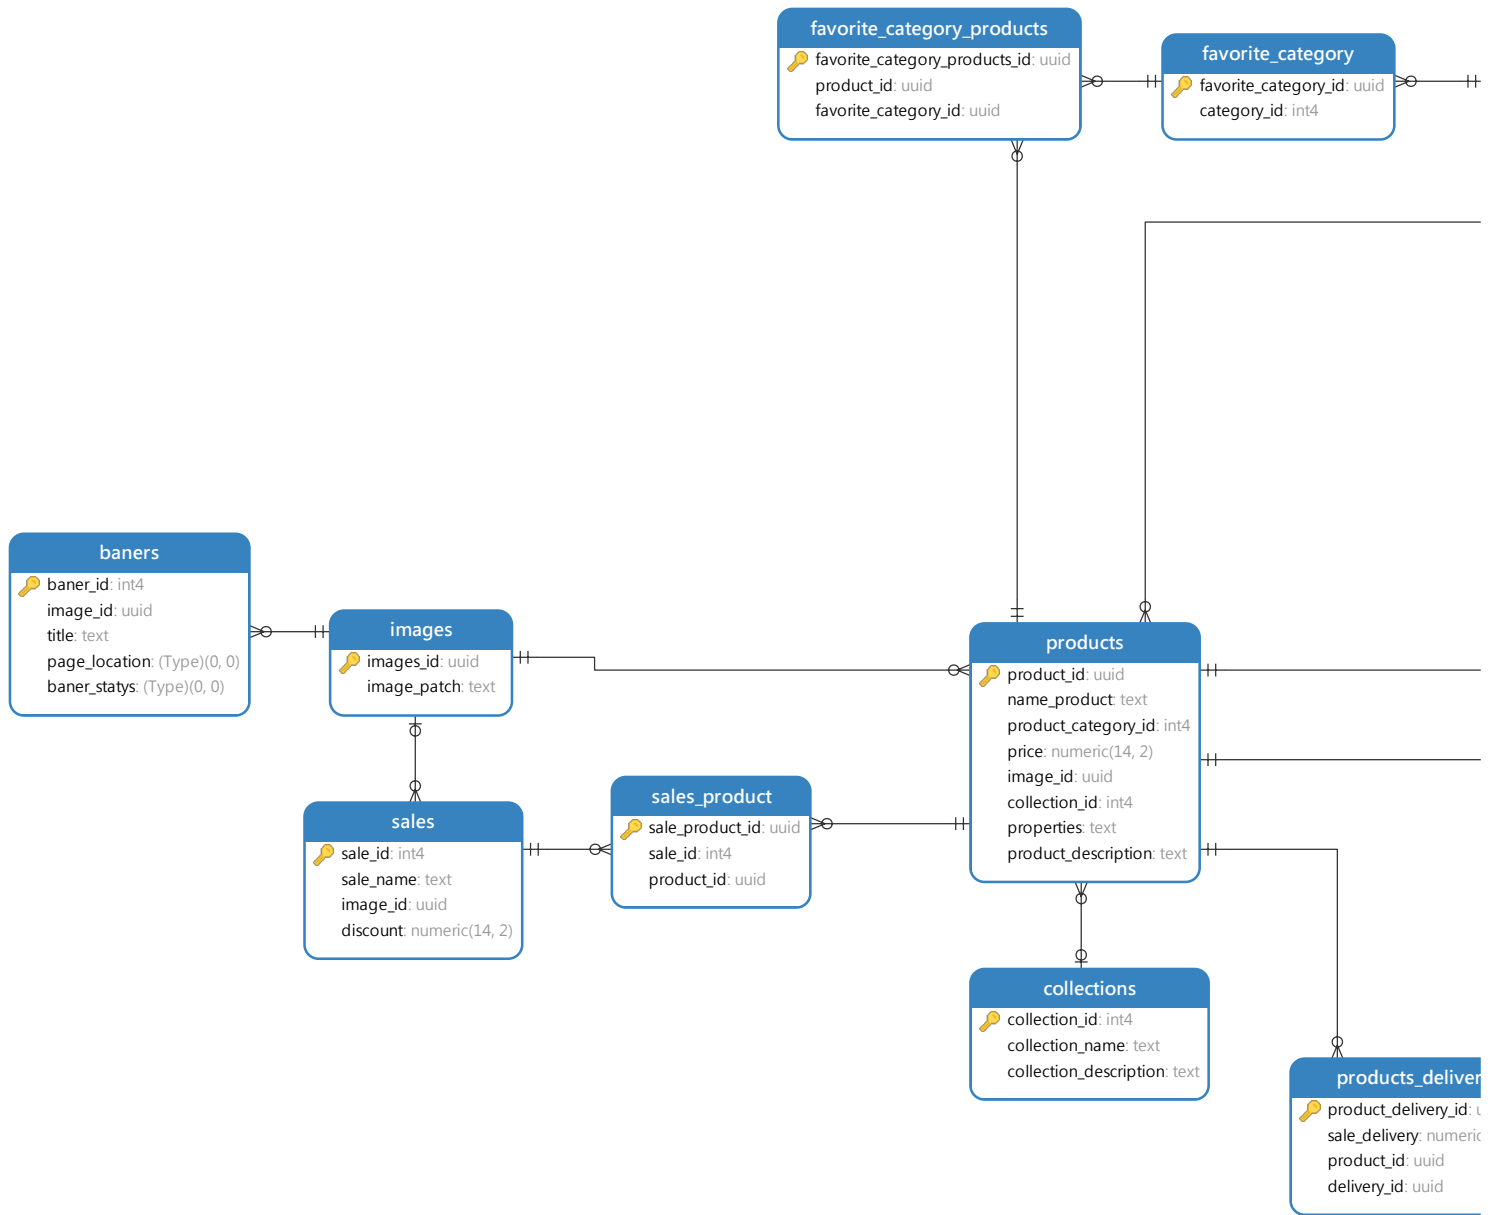 favorite_category_products
favorite_category_products_id: uuid
product_id: uuid
favorite_category_id: uuid
favorite_category
favorite_category_id: uuid
category_id: int4
baners
baner_id: int4
image_id: uuid
title: text
page_location: (Type)(0, 0)
baner_statys: (Type)(0, 0)
images
images_id: uuid
image_patch: text
products
product_id: uuid
name_product: text
product_category_id: int4
price: numeric(14, 2)
image_id: uuid
collection_id: int4
properties: text
product_description: text
sales_product
sale_product_id: uuid
sale_id: int4
product_id: uuid
sales
sale_id: int4
sale_name: text
image_id: uuid
discount: numeric(14, 2)
collections
collection_id: int4
collection_name: text
collection_description: text
products_deliver
product_delivery_id:
sale_delivery: numeric
product_id: uuid
delivery_id: uuid